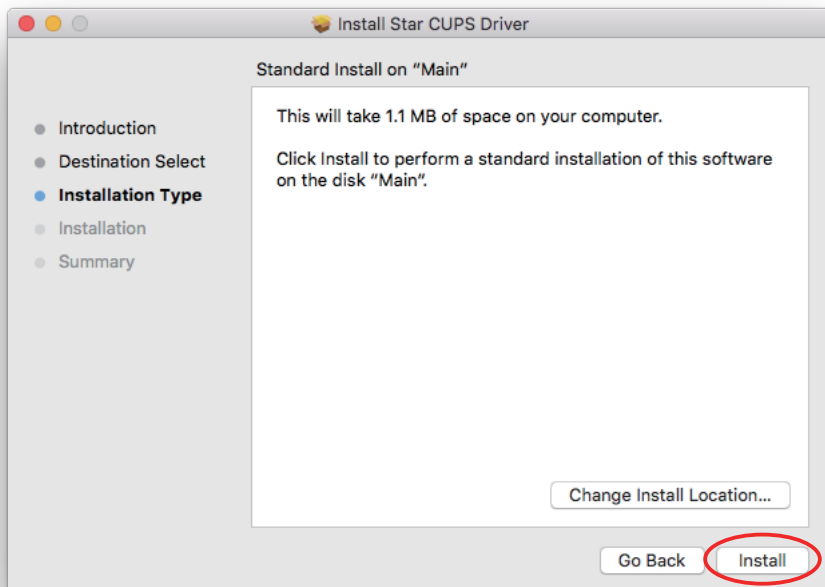 Install Star CUPS Driver
Standard Install on “Main”
Introduction
Destination Select
Installation Type
Installation
Summary
This will take 1.1 MB of space on your computer.
Click Install to perform a standard installation of this software
on the disk “Main”.
Change Install Location...
Go Back
Install